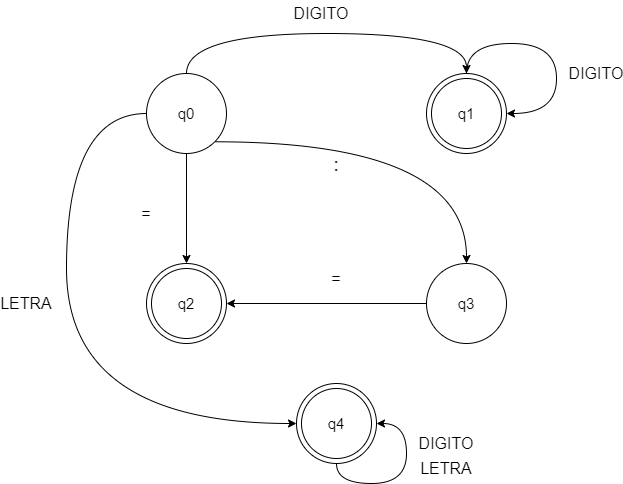 DIGITO
DIGITO
q0
q1
:
=
=
LETRA
q2
q3
q4
DIGITO
LETRA